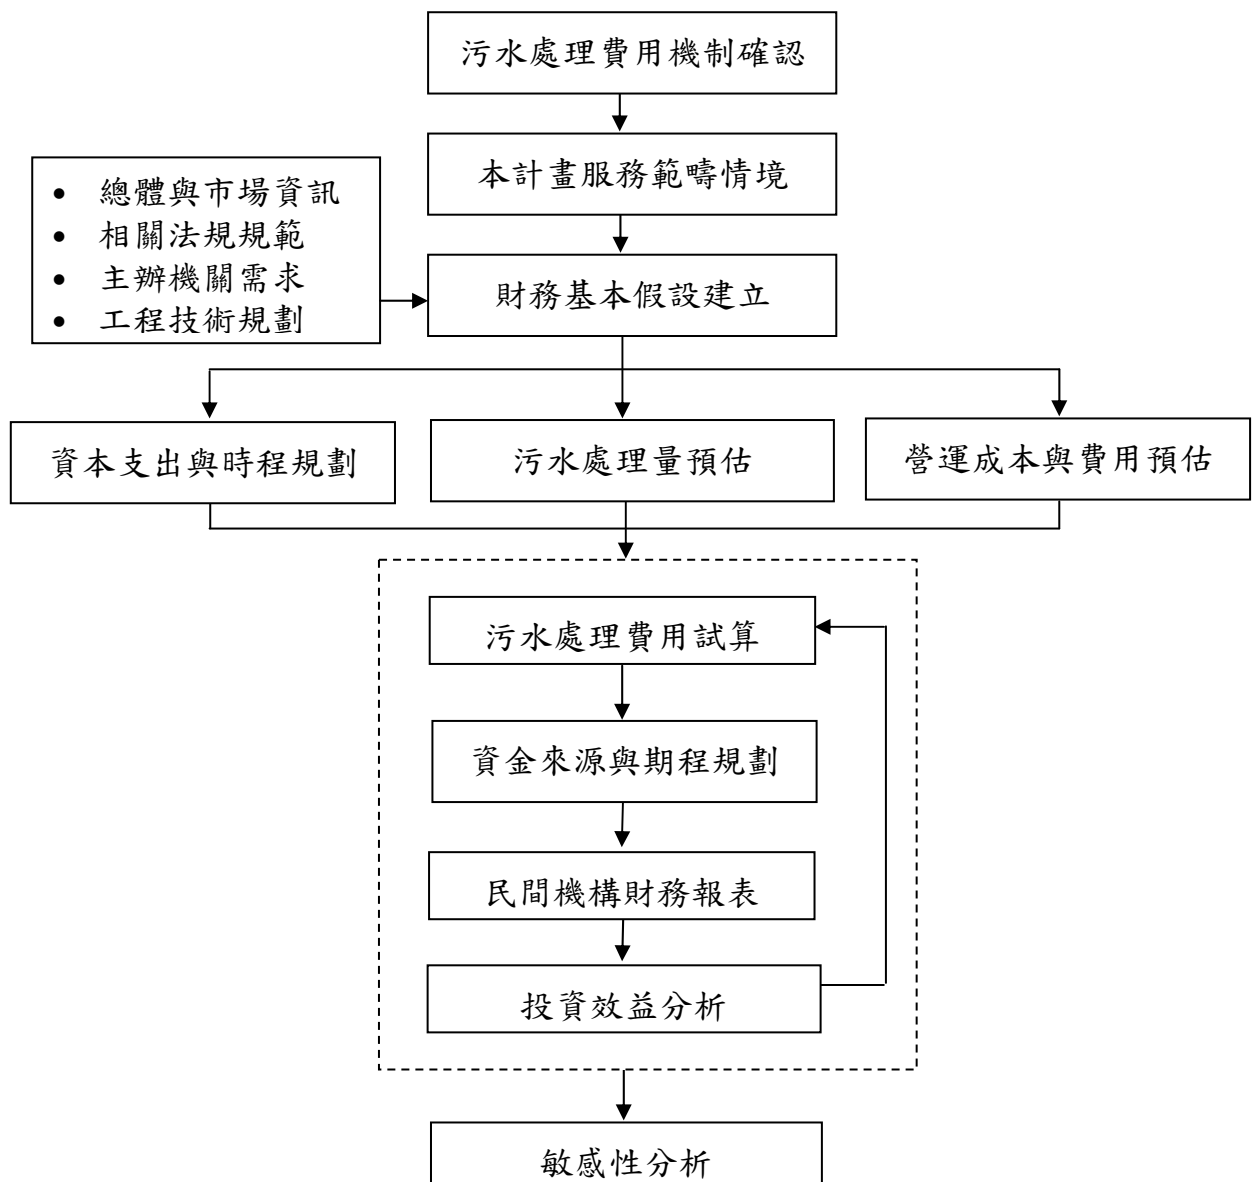 污水處理費用機制確認
本計畫服務範疇情境
• 總體與市場資訊
• 相關法規規範
• 主辦機關需求
• 工程技術規劃
財務基本假設建立
資本支出與時程規劃
污水處理量預估
營運成本與費用預估
污水處理費用試算
資金來源與期程規劃
民間機構財務報表
投資效益分析
敏感性分析